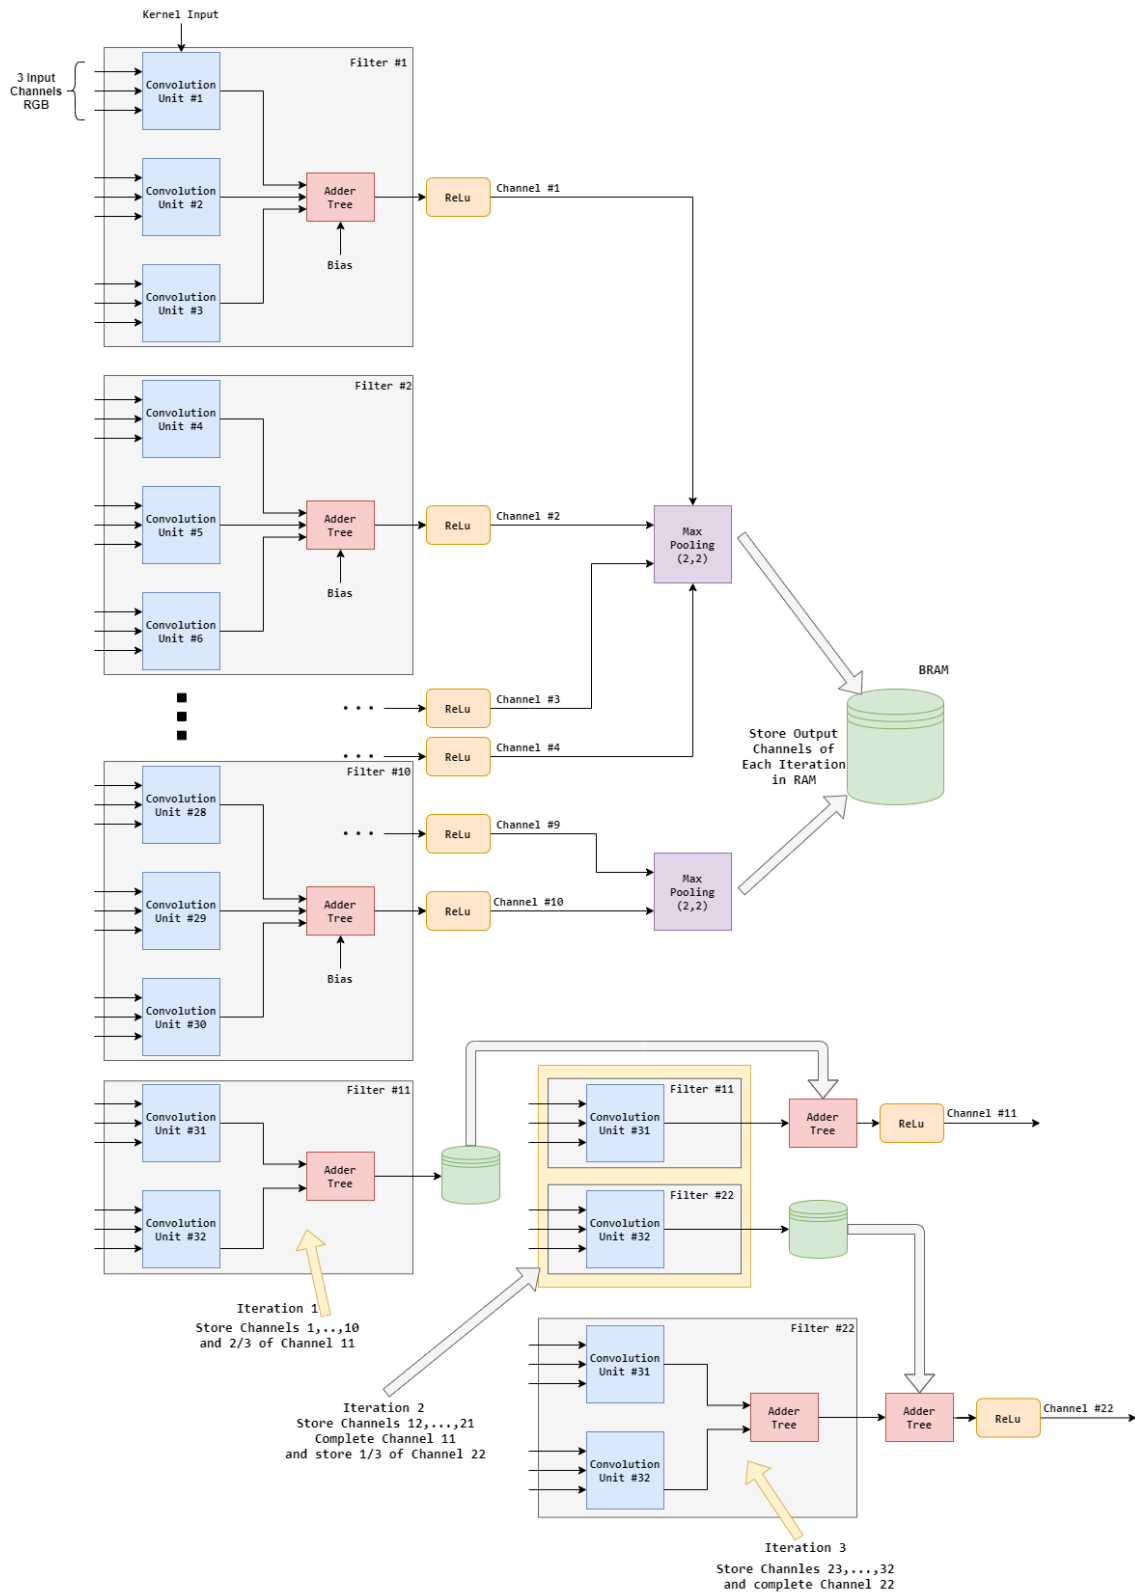 Kernel Input
Filter #1
3 Input
Channels
RGB
Convolution
Unit #1
Convolution
Unit #2
Adder
Tree
ReLu
Channel #1
Bias
Convolution
Unit #3
Filter #2
Convolution
Unit #4
Convolution
Unit #5
Adder
Tree
ReLu
Channel #2
Max
Pooling
(2,2)
Bias
Convolution
Unit #6
...
ReLu
Channel #3
BRAM
...
ReLu
Channel #4
Store Output
Channels of
Each Iteration
in RAM
Filter #10
Convolution
Unit #28
...
ReLu
Channel #9
Convolution
Unit #29
Adder
Tree
ReLu
Channel #10
Max
Pooling
(2,2)
Bias
Convolution
Unit #30
Filter #11
Convolution
Unit #31
Adder
Tree
Convolution
Unit #32
Filter #11
Convolution
Unit #31
Adder
Tree
ReLu
Channel #11
Filter #22
Convolution
Unit #32
Iteration 1
Store Channels 1,..,10
and 2/3 of Channel 11
Filter #22
Convolution
Unit #31
Iteration 2
Store Channels 12,...,21
Complete Channel 11
and store 1/3 of Channel 22
Adder
Tree
Adder
Tree
ReLu
Channel #22
Convolution
Unit #32
Iteration 3
Store Channles 23,...,32
and complete Channel 22